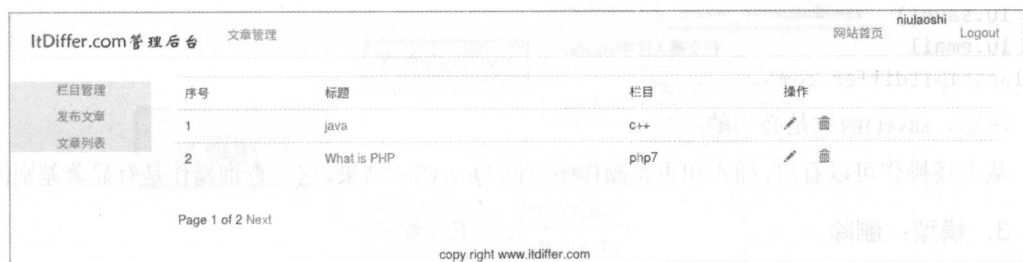 niulaoshi
ItDiffer.com管理后台 文章管理 网站首页 Logout
栏目管理
发布文章
文章列表
序号 标题 栏目 操作
1 java c++
2 What is PHP php7
Page 1 of 2 Next
copy right www.itdiffer.com